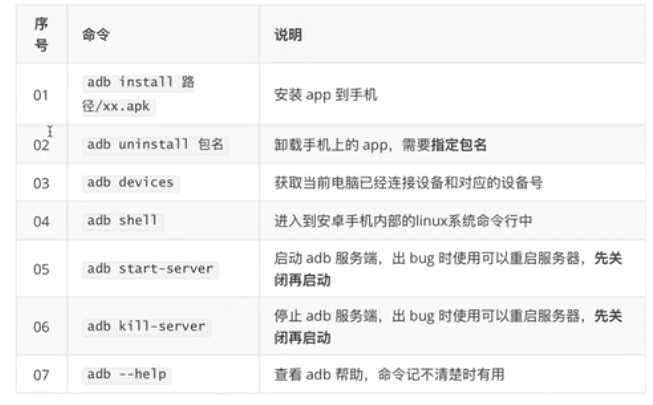 序号 命令 说明
01 adb install 路径/xx.apk 安装 app 到手机
02 adb uninstall 包名 卸载手机上的 app，需要指定包名
03 adb devices 获取当前电脑已经连接设备和对应的设备号
04 adb shell 进入到安卓手机内部的linux系统命令行中
05 adb start-server 启动 adb 服务端，出 bug 时使用可以重启服务器，先关
闭再启动
06 adb kill-server 停止 adb 服务端，出 bug 时使用可以重启服务器，先关
闭再启动
07 adb --help 查看 adb 帮助，命令记不清楚时有用